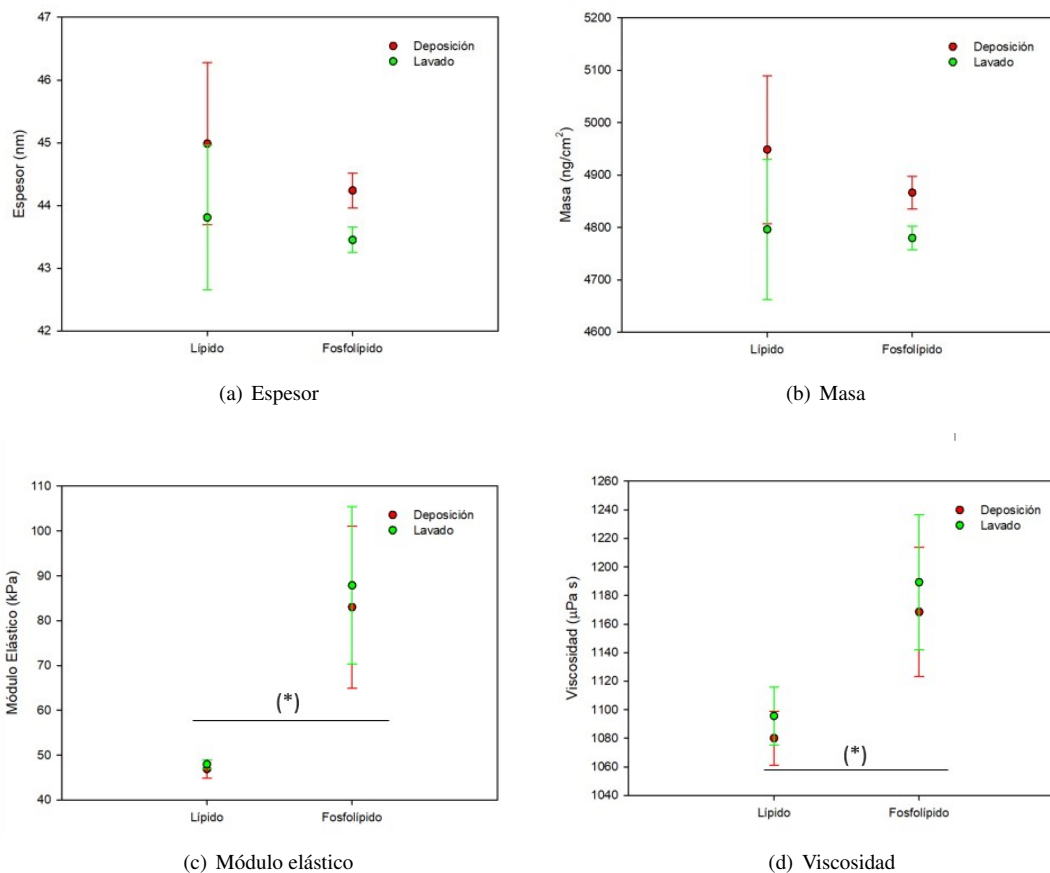 47
46
45
44
43
42
Espesor (nm)
Deposición
Lavado
Lípido
Fosfolípido
(a) Espesor
5200
5100
5000
4900
4800
4700
4600
Masa (ng/cm²)
Deposición
Lavado
Lípido
Fosfolípido
(b) Masa
110
100
90
80
70
60
50
40
Módulo Elástico (kPa)
Deposición
Lavado
(*)
Lípido
Fosfolípido
(c) Módulo elástico
1260
1240
1220
1200
1180
1160
1140
1120
1100
1080
1060
1040
Viscosidad (µPa s)
Deposición
Lavado
(*)
Lípido
Fosfolípido
(d) Viscosidad